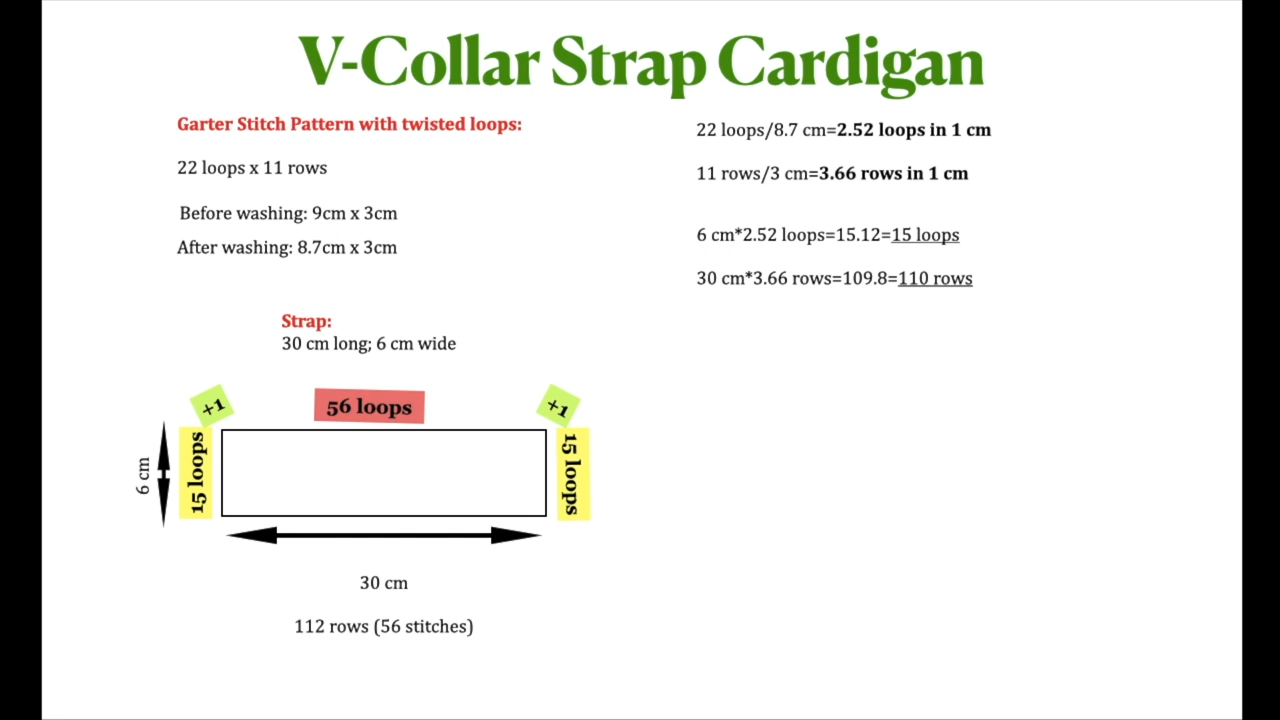 V-Collar Strap Cardigan
Garter Stitch Pattern with twisted loops:
22 loops x 11 rows
Before washing: 9cm x 3cm
After washing: 8.7cm x 3cm
22 loops/8.7 cm=2.52 loops in 1 cm
11 rows/3 cm=3.66 rows in 1 cm
6 cm*2.52 loops=15.12=15 loops
30 cm*3.66 rows=109.8=110 rows
Strap:
30 cm long; 6 cm wide
+1
56 loops
+1
6 cm
15 loops
15 loops
30 cm
112 rows (56 stitches)